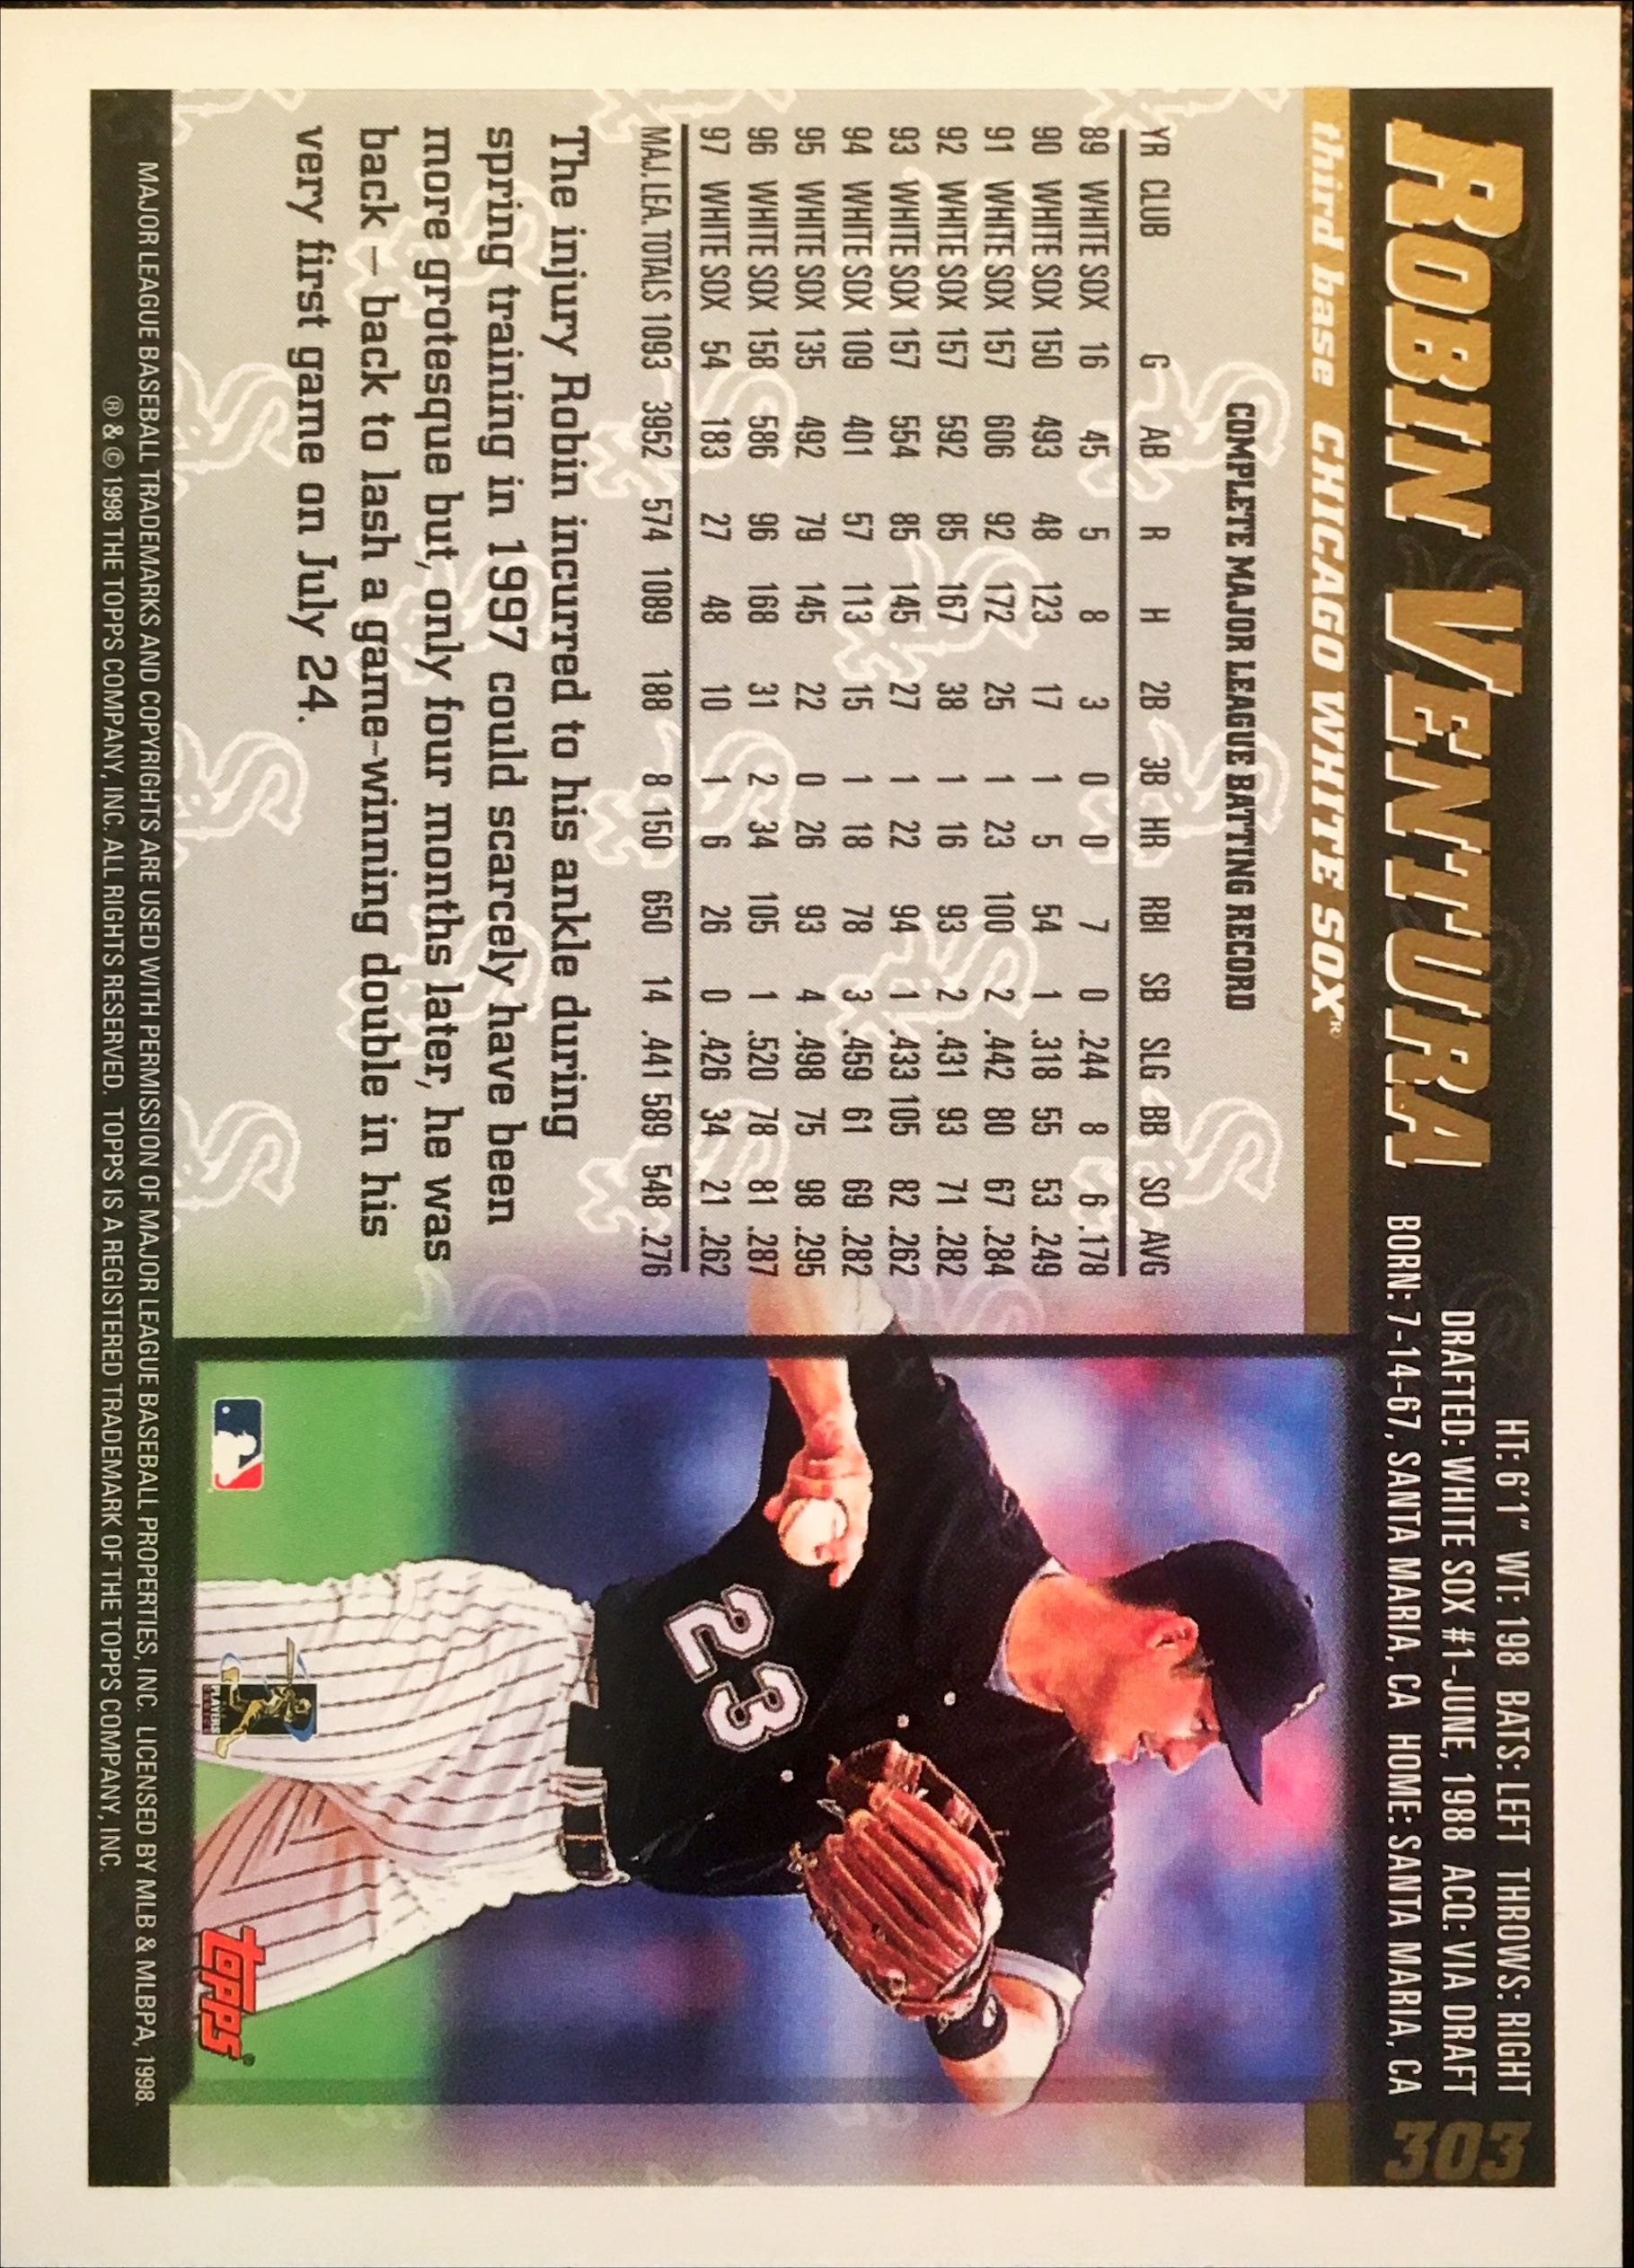 ROBIN VENTURA
HT: 6'1" WT: 198 BATS: LEFT THROWS: RIGHT
DRAFTED: WHITE SOX #1-JUNE, 1988 ACQ: VIA DRAFT
BORN: 7-14-67, SANTA MARIA, CA HOME: SANTA MARIA, CA
303
third base CHICAGO WHITE SOX®
COMPLETE MAJOR LEAGUE BATTING RECORD
YR CLUB G AB R H 2B 3B HR RBI SB SLG BB SO AVG
89 WHITE SOX 16 45 5 8 3 0 0 7 0 .244 8 6 .178
90 WHITE SOX 150 493 48 123 17 1 5 54 1 .318 55 53 .249
91 WHITE SOX 157 606 92 172 25 1 23 100 2 .442 80 67 .284
92 WHITE SOX 157 592 85 167 38 1 16 93 2 .431 93 71 .282
93 WHITE SOX 157 554 85 145 27 1 22 94 1 .433 105 82 .262
94 WHITE SOX 109 401 57 113 15 1 18 78 3 .459 61 69 .282
95 WHITE SOX 135 492 79 145 22 0 26 93 4 .498 75 98 .295
96 WHITE SOX 158 586 96 168 31 2 34 105 1 .520 78 81 .287
97 WHITE SOX 54 183 27 48 10 1 6 26 0 .426 34 21 .262
MAJ. LEA. TOTALS 1093 3952 574 1089 188 8 150 650 14 .441 589 548 .276
The injury Robin incurred to his ankle during
spring training in 1997 could scarcely have been
more grotesque but, only four months later, he was
back – back to lash a game-winning double in his
very first game on July 24.
23
PLAYERS
TOPPS®
MAJOR LEAGUE BASEBALL TRADEMARKS AND COPYRIGHTS ARE USED WITH PERMISSION OF MAJOR LEAGUE BASEBALL PROPERTIES, INC. LICENSED BY MLB & MLBPA, 1998.
® & © 1998 THE TOPPS COMPANY, INC. ALL RIGHTS RESERVED. TOPPS IS A REGISTERED TRADEMARK OF THE TOPPS COMPANY, INC.